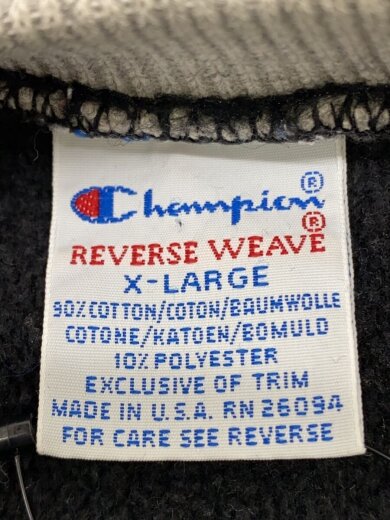 Champion®
REVERSE WEAVE®
X-LARGE
90% COTTON/COTON/BAUMWOLLE
COTONE/KATOEN/BOMULD
10% POLYESTER
EXCLUSIVE OF TRIM
MADE IN U.S.A. RN 26094
FOR CARE SEE REVERSE